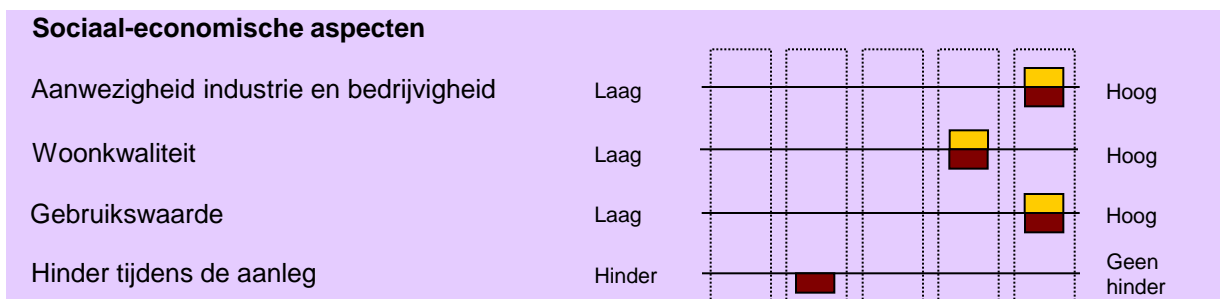 Sociaal-economische aspecten
Aanwezigheid industrie en bedrijvigheid Laag Hoog
Woonkwaliteit Laag Hoog
Gebruikswaarde Laag Hoog
Hinder tijdens de aanleg Hinder Geen
hinder